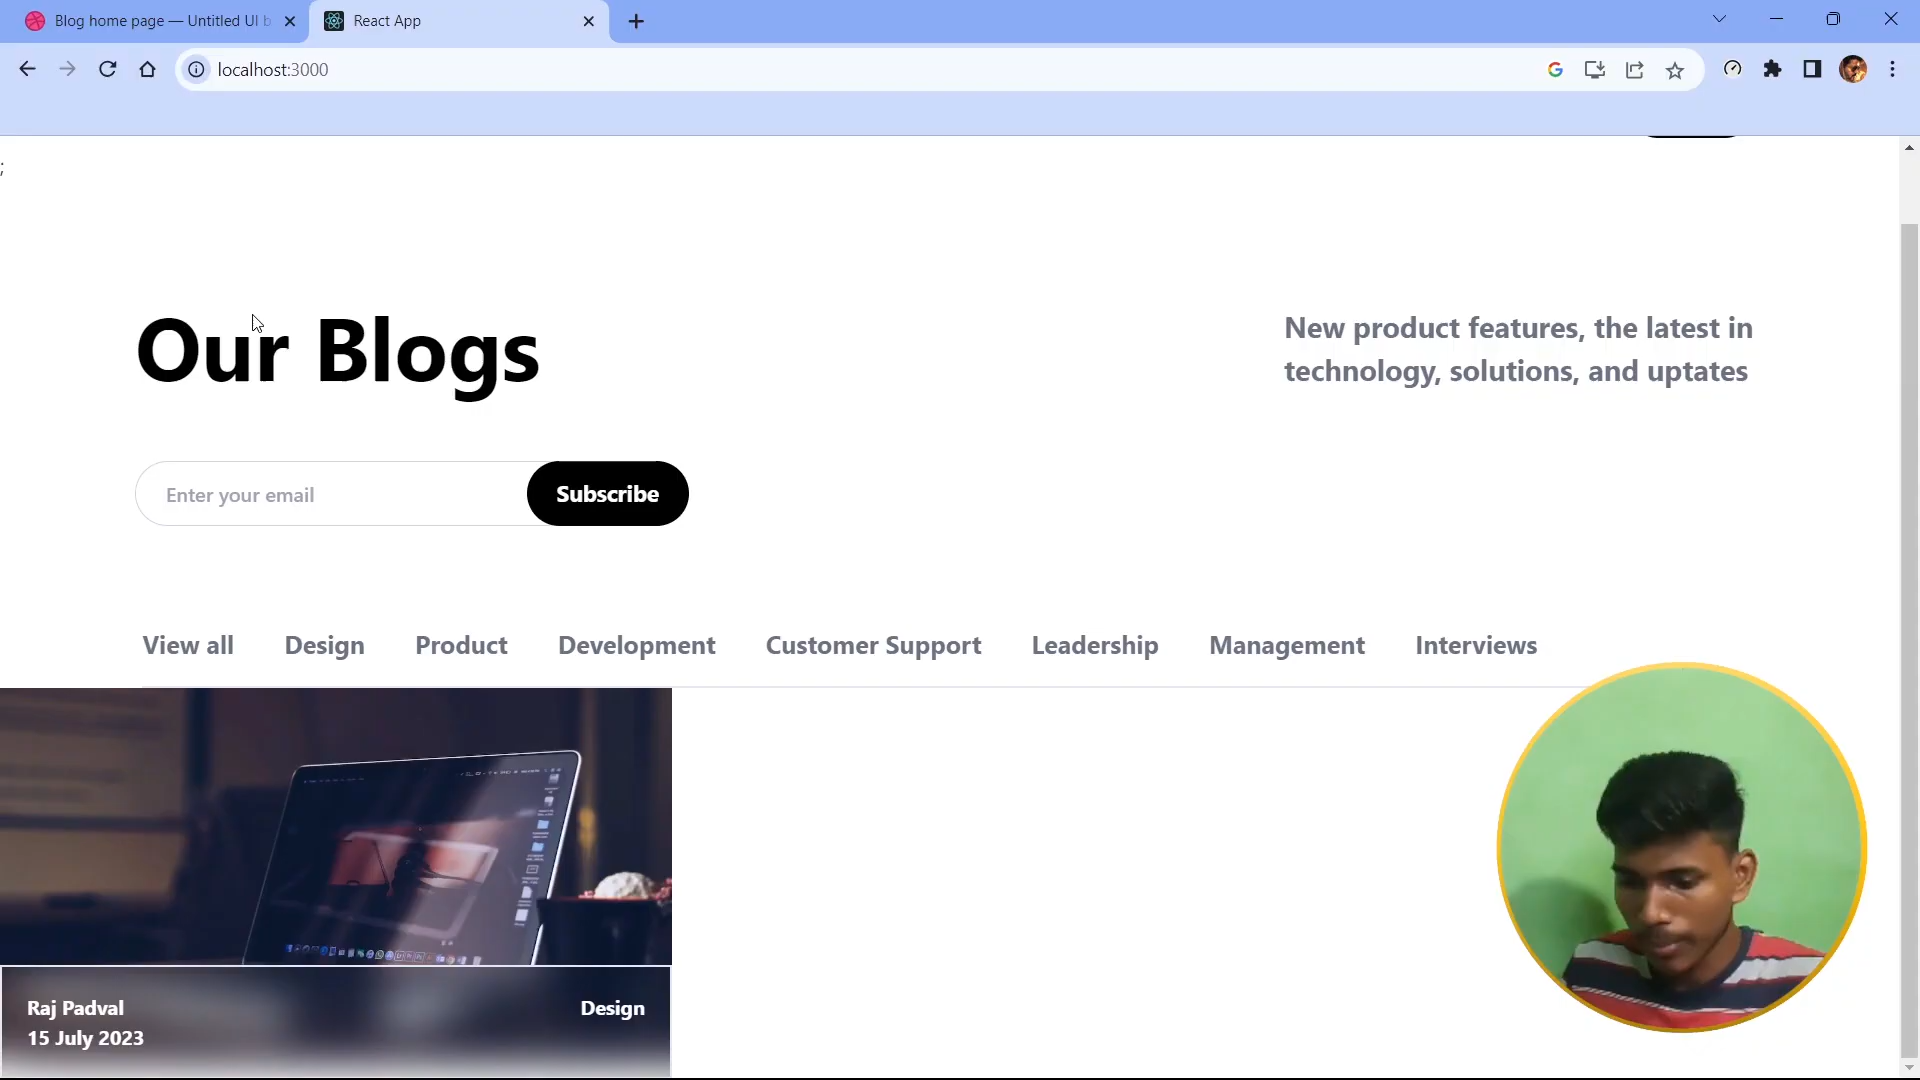 Blog home page — Untitled UI b
React App
localhost:3000
;
Our Blogs
New product features, the latest in
technology, solutions, and uptates
Enter your email
Subscribe
View all Design Product Development Customer Support Leadership Management Interviews
Raj Padval
Design
15 July 2023